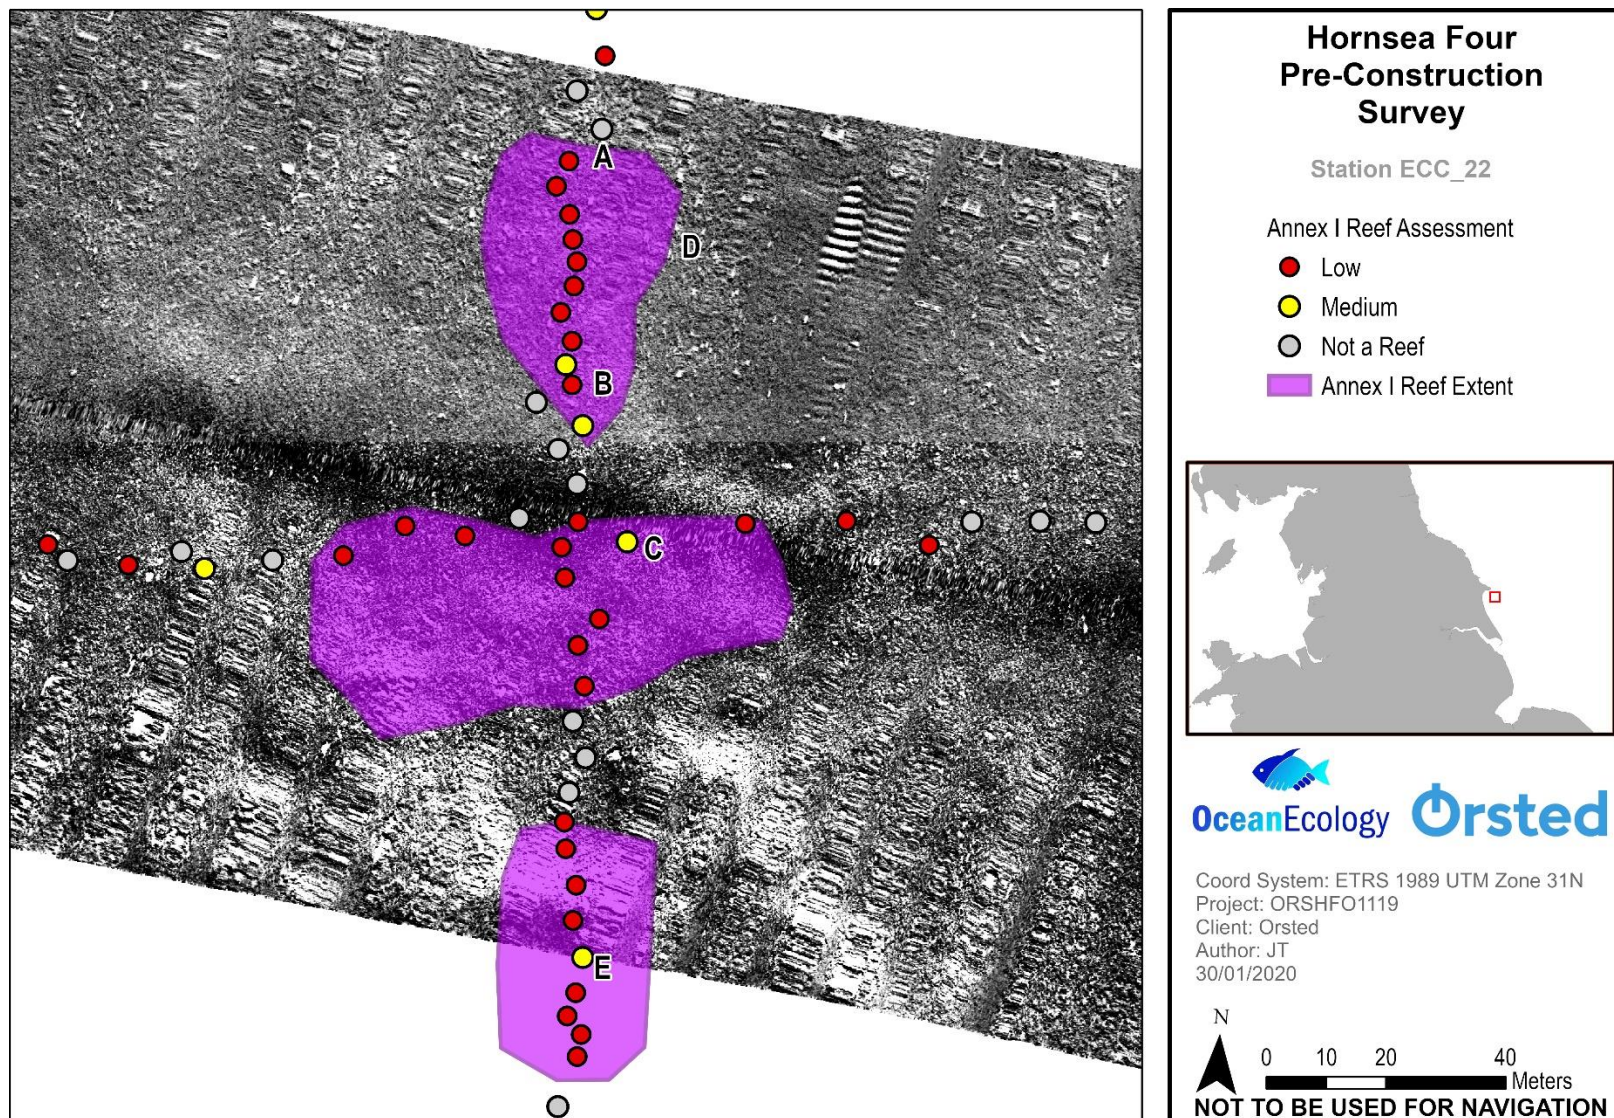 A
D
B
C
E
Hornsea Four
Pre-Construction
Survey
Station ECC_22
Annex I Reef Assessment
Low
Medium
Not a Reef
Annex I Reef Extent
OceanEcology
Orsted
Coord System: ETRS 1989 UTM Zone 31N
Project: ORSHFO1119
Client: Orsted
Author: JT
30/01/2020
N
0 10 20 40
Meters
NOT TO BE USED FOR NAVIGATION